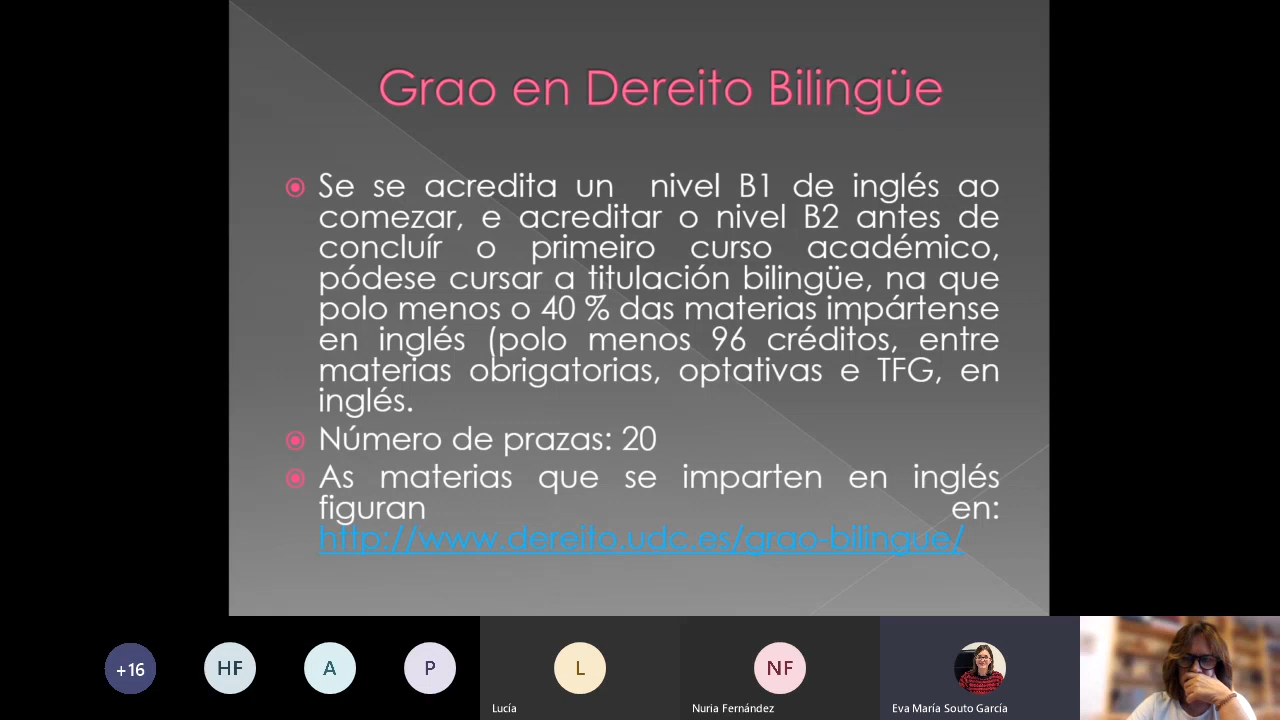 Grao en Dereito Bilingüe
Se se acredita un nivel B1 de inglés ao
comezar, e acreditar o nivel B2 antes de
concluír o primeiro curso académico,
pódese cursar a titulación bilingüe, na que
polo menos o 40 % das materias impártense
en inglés (polo menos 96 créditos, entre
materias obrigatorias, optativas e TFG, en
inglés.
Número de prazas: 20
As materias que se imparten en inglés
figuran en:
http://www.dereito.udc.es/grao-bilingue/
+16
HF
A
P
L
NF
Lucía
Nuria Fernández
Eva María Souto García